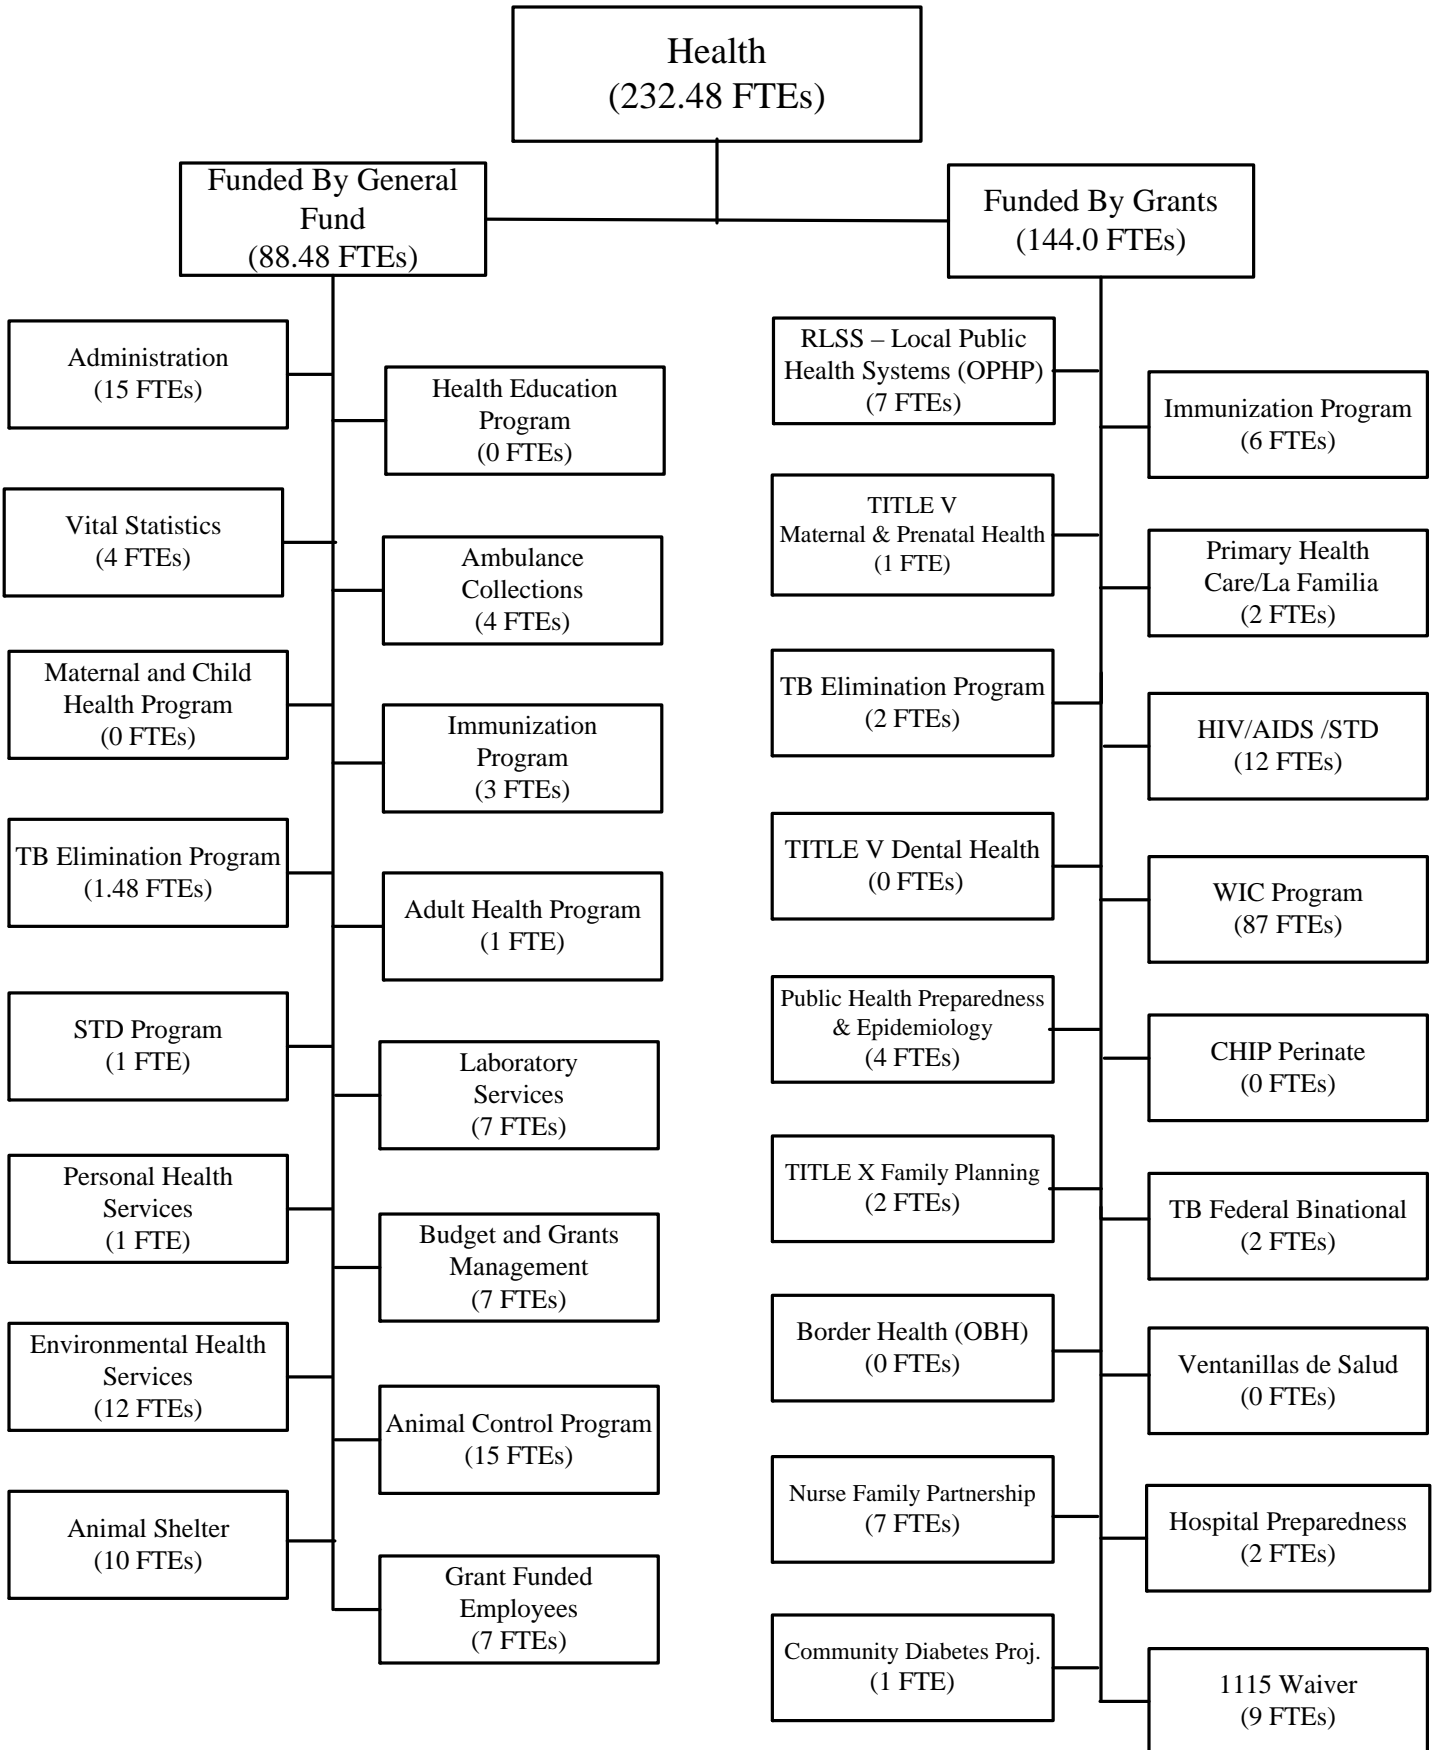 Health
(232.48 FTEs)
Funded By General
Fund
(88.48 FTEs)
Funded By Grants
(144.0 FTEs)
Administration
(15 FTEs)
Health Education
Program
(0 FTEs)
Vital Statistics
(4 FTEs)
Ambulance
Collections
(4 FTEs)
Maternal and Child
Health Program
(0 FTEs)
Immunization
Program
(3 FTEs)
TB Elimination Program
(1.48 FTEs)
Adult Health Program
(1 FTE)
STD Program
(1 FTE)
Laboratory
Services
(7 FTEs)
Personal Health
Services
(1 FTE)
Budget and Grants
Management
(7 FTEs)
Environmental Health
Services
(12 FTEs)
Animal Control Program
(15 FTEs)
Animal Shelter
(10 FTEs)
Grant Funded
Employees
(7 FTEs)
RLSS – Local Public
Health Systems (OPHP)
(7 FTEs)
Immunization Program
(6 FTEs)
TITLE V
Maternal & Prenatal Health
(1 FTE)
Primary Health
Care/La Familia
(2 FTEs)
TB Elimination Program
(2 FTEs)
HIV/AIDS /STD
(12 FTEs)
TITLE V Dental Health
(0 FTEs)
WIC Program
(87 FTEs)
Public Health Preparedness
& Epidemiology
(4 FTEs)
CHIP Perinate
(0 FTEs)
TITLE X Family Planning
(2 FTEs)
TB Federal Binational
(2 FTEs)
Border Health (OBH)
(0 FTEs)
Ventanillas de Salud
(0 FTEs)
Nurse Family Partnership
(7 FTEs)
Hospital Preparedness
(2 FTEs)
Community Diabetes Proj.
(1 FTE)
1115 Waiver
(9 FTEs)